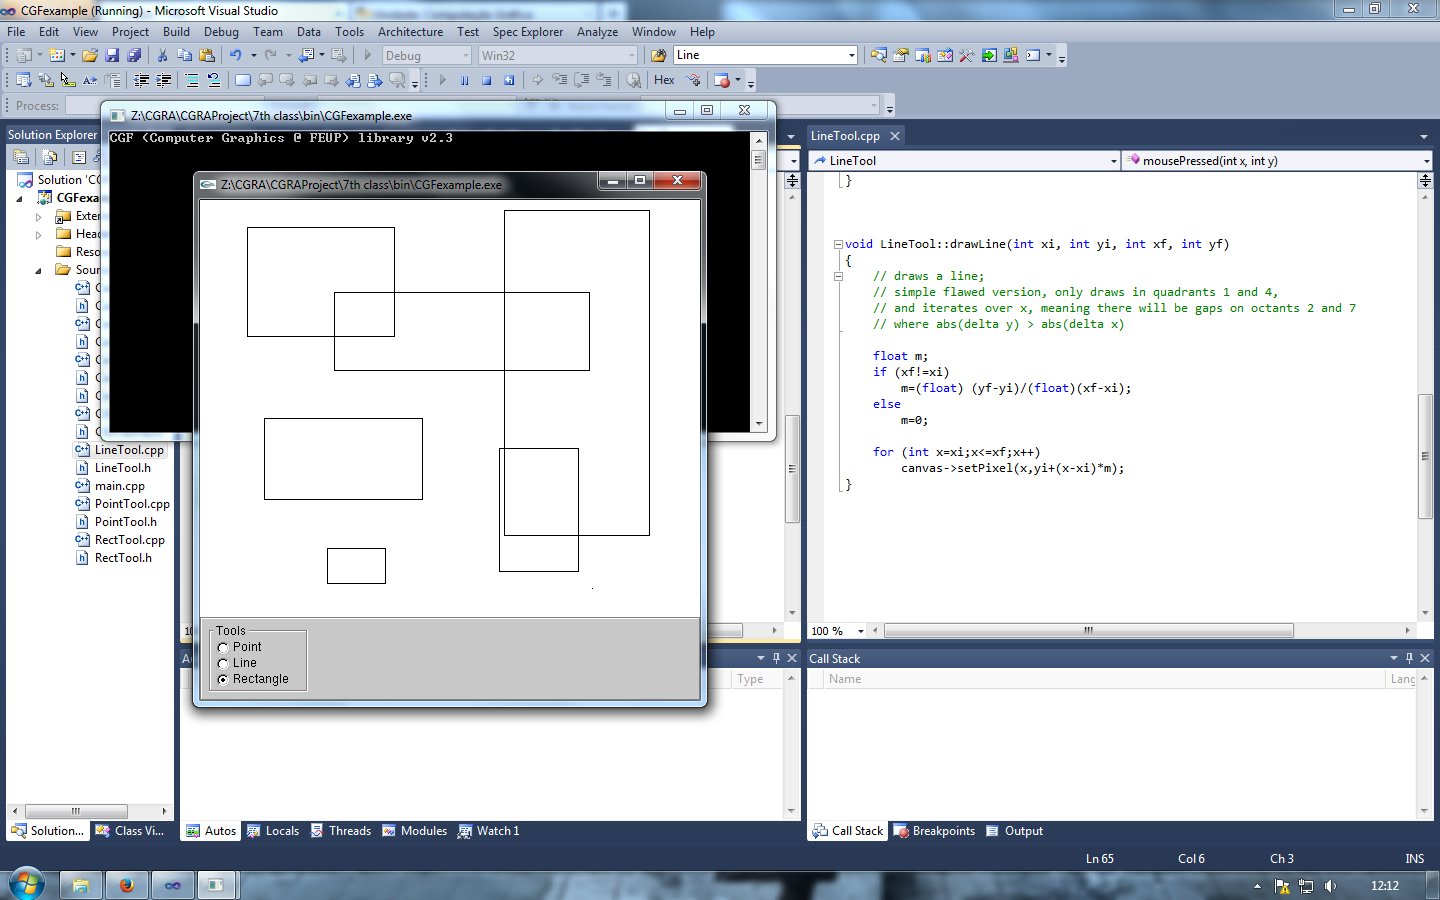 CGFexample (Running) - Microsoft Visual Studio
File Edit View Project Build Debug Team Data Tools Architecture Test Spec Explorer Analyze Window Help
Debug Win32 Line
Hex
Process:
Solution Explorer
Solution 'CG
CGFexa
Exter
Head
Reso
Sour
LineTool.cpp
LineTool.h
main.cpp
PointTool.cpp
PointTool.h
RectTool.cpp
RectTool.h
Solution... Class Vi...
Z:\CGRA\CGRAProject\7th class\bin\CGFexample.exe
CGF (Computer Graphics @ FEUP) library v2.3
Z:\CGRA\CGRAProject\7th class\bin\CGFexample.exe
Tools
Point
Line
Rectangle
LineTool.cpp
LineTool mousePressed(int x, int y)
}
void LineTool::drawLine(int xi, int yi, int xf, int yf)
{
// draws a line;
// simple flawed version, only draws in quadrants 1 and 4,
// and iterates over x, meaning there will be gaps on octants 2 and 7
// where abs(delta y) > abs(delta x)
float m;
if (xf!=xi)
m=(float) (yf-yi)/(float)(xf-xi);
else
m=0;
for (int x=xi;x<=xf;x++)
canvas->setPixel(x,yi+(x-xi)*m);
}
100 %
Type
Autos Locals Threads Modules Watch 1
Call Stack
Name Lang
Call Stack Breakpoints Output
Ln 65 Col 6 Ch 3 INS
12:12